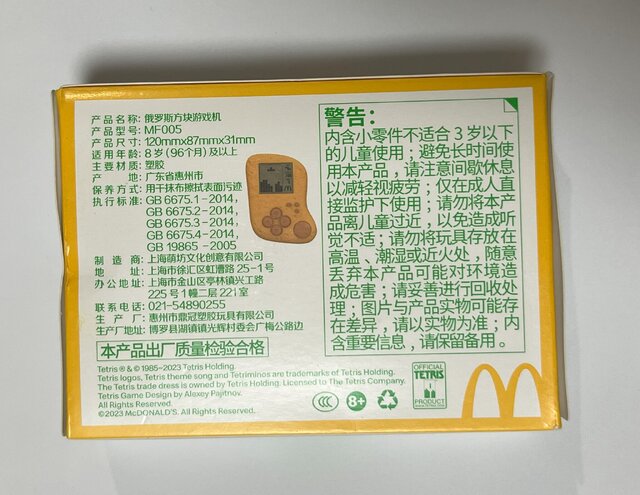 产品名称：俄罗斯方块游戏机
产品型号：MF005
产品尺寸：120mmx87mmx31mm
适用年龄：8岁(96个月)及以上
主要材质：塑胶
产 地：广东省惠州市
保养方式：用干抹布擦拭表面污迹
执行标准：GB 6675.1-2014,
GB 6675.2-2014,
GB 6675.3-2014,
GB 6675.4-2014,
GB 19865 -2005
制 造 商：上海萌坊文化创意有限公司
地 址：上海市徐汇区虹漕路25-1号
办公地址：上海市金山区亭林镇兴工路
225号1幢二层221室
联系电话：021-54890255
生 产 厂：惠州市鼎冠塑胶玩具有限公司
生产厂地址：博罗县湖镇镇光辉村委会广梅公路边
本产品出厂质量检验合格
Tetris ® & © 1985–2023 Tetris Holding.
Tetris logos, Tetris theme song and Tetriminos are trademarks of Tetris Holding.
The Tetris trade dress is owned by Tetris Holding. Licensed to The Tetris Company.
Tetris Game Design by Alexey Pajitnov.
All Rights Reserved.
©2023 McDONALD'S. All Rights Reserved
警告：
内含小零件不适合3岁以下
的儿童使用；避免长时间使
用本产品，请注意间歇休息
以减轻视疲劳；仅在成人直
接监护下使用；请勿将本产
品离儿童过近，以免造成听
觉不适；请勿将玩具存放在
高温、潮湿或近火处，随意
丢弃本产品可能对环境造
成危害；请妥善进行回收处
理；图片与产品实物可能存
在差异，请以实物为准；内
含重要信息，请保留备用。
CCC
8+
OFFICIAL
TETRIS
PRODUCT